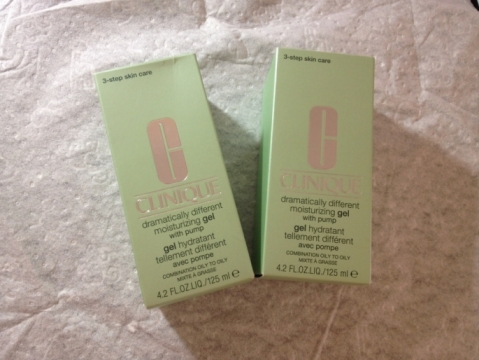 3-step skin care
C
CLINIQUE
dramatically different
moisturizing gel
with pump
gel hydratant
tellement différent
avec pompe
COMBINATION OILY TO OILY
MIXTE À GRASSE
4.2 FL.OZ.LIQ./125 ml e
3-step skin care
C
CLINIQUE
dramatically different
moisturizing gel
with pump
gel hydratant
tellement différent
avec pompe
COMBINATION OILY TO OILY
MIXTE À GRASSE
4.2 FL.OZ.LIQ./125 ml e